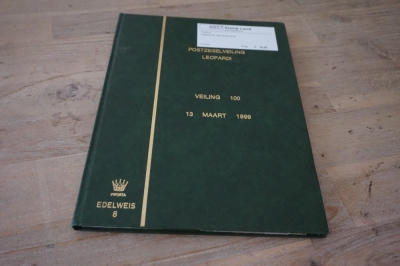 POSTZEGELVEILING
LEOPARDI
VEILING 100
13 MAART 1999
EDELWEIS
8